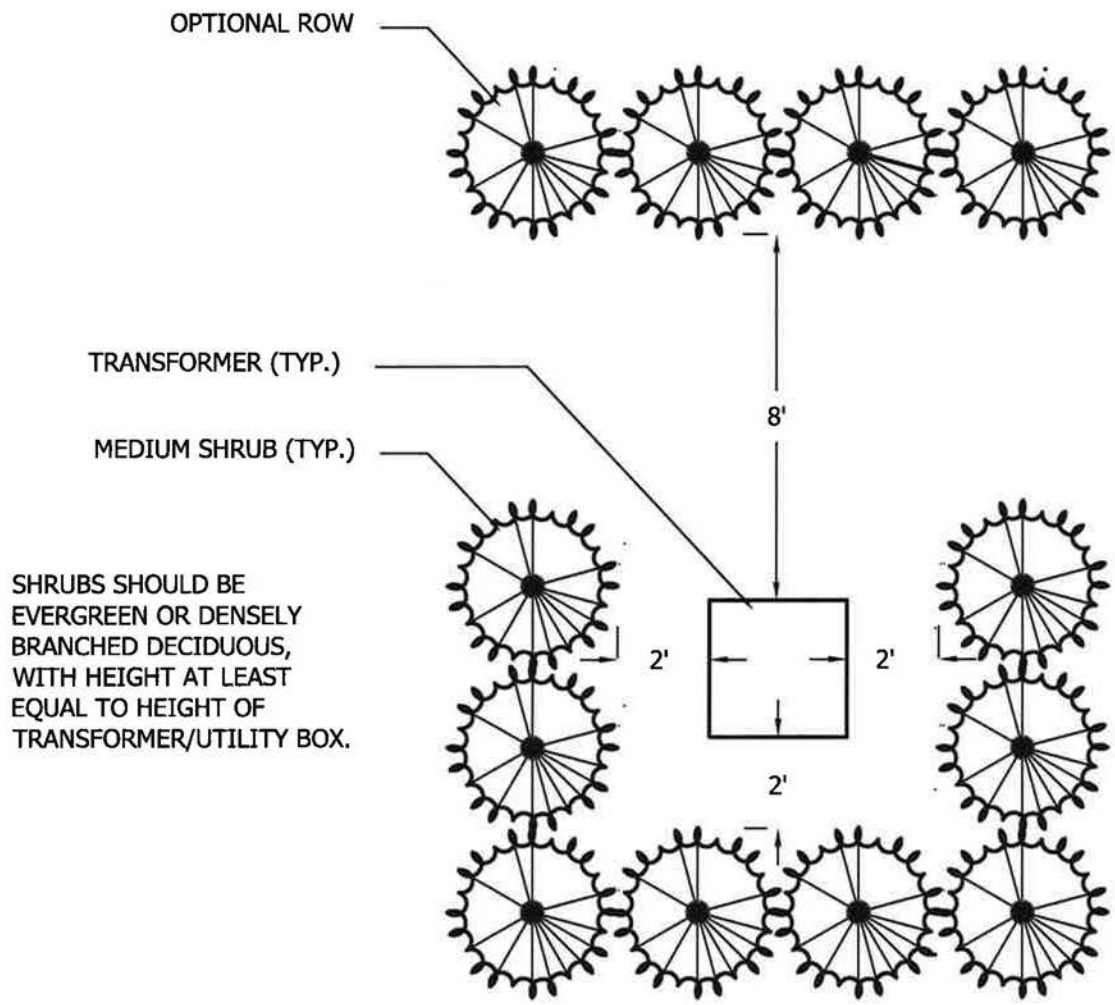 OPTIONAL ROW
TRANSFORMER (TYP.)
8'
MEDIUM SHRUB (TYP.)
SHRUBS SHOULD BE
EVERGREEN OR DENSELY
BRANCHED DECIDUOUS,
WITH HEIGHT AT LEAST
EQUAL TO HEIGHT OF
TRANSFORMER/UTILITY BOX.
2'
2'
2'